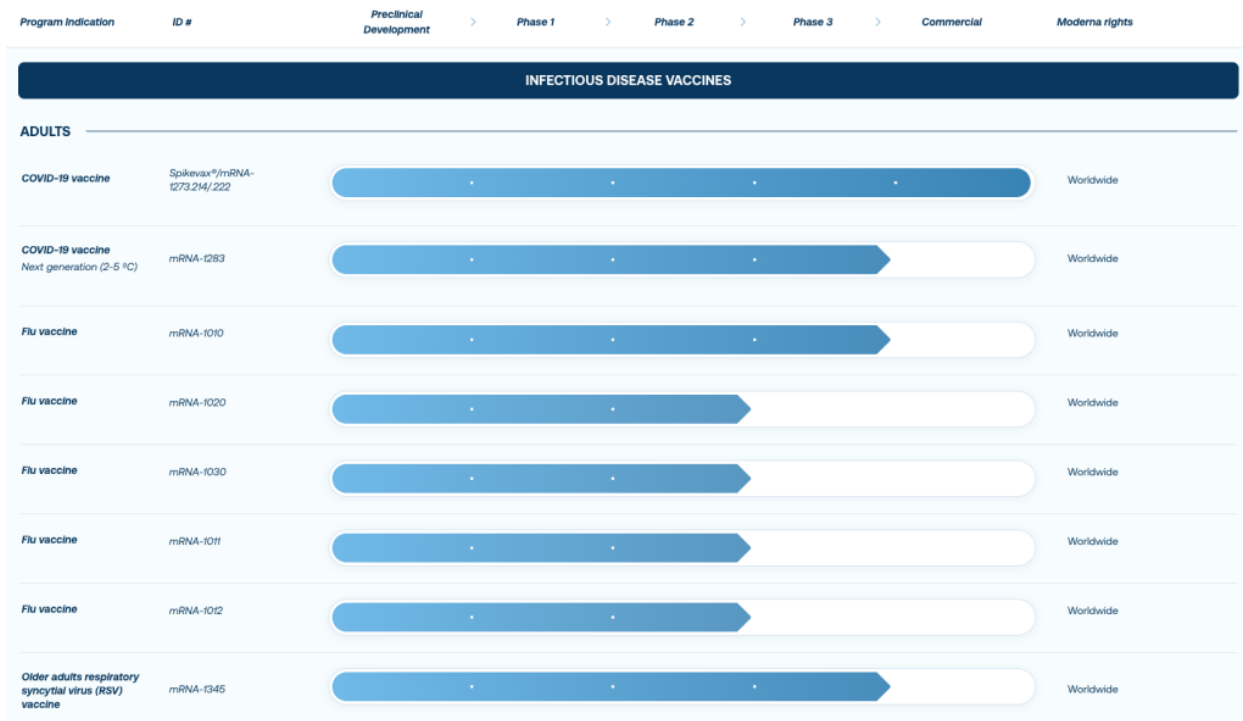 Program Indication ID # Preclinical Development > Phase 1 > Phase 2 > Phase 3 > Commercial Moderna rights
INFECTIOUS DISEASE VACCINES
ADULTS
COVID-19 vaccine Spikevax®/mRNA-1273.214/.222 Worldwide
COVID-19 vaccine
Next generation (2-5 ºC) mRNA-1283 Worldwide
Flu vaccine mRNA-1010 Worldwide
Flu vaccine mRNA-1020 Worldwide
Flu vaccine mRNA-1030 Worldwide
Flu vaccine mRNA-1011 Worldwide
Flu vaccine mRNA-1012 Worldwide
Older adults respiratory
syncytial virus (RSV)
vaccine mRNA-1345 Worldwide